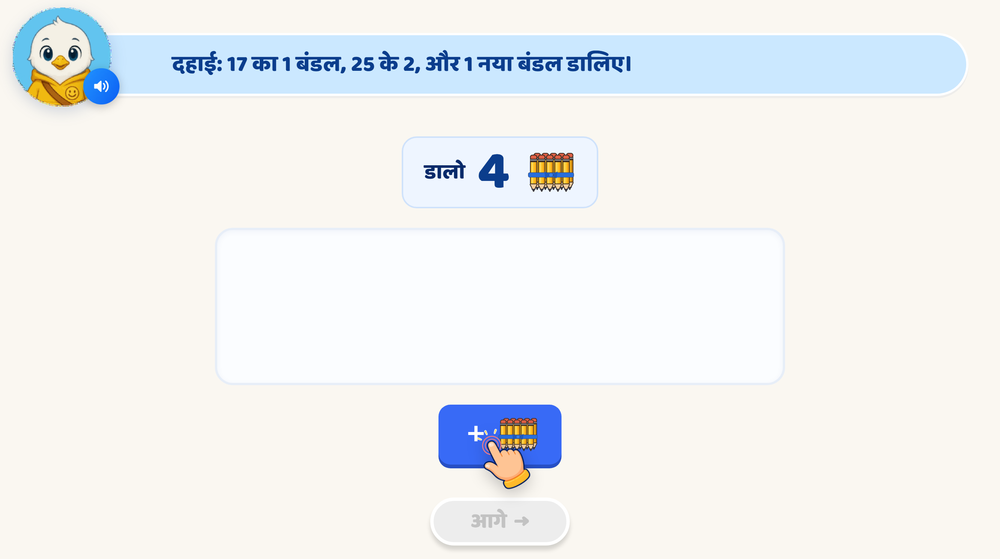 दहाई: 17 का 1 बंडल, 25 के 2, और 1 नया बंडल डालिए।
डालो 4
+
आगे →